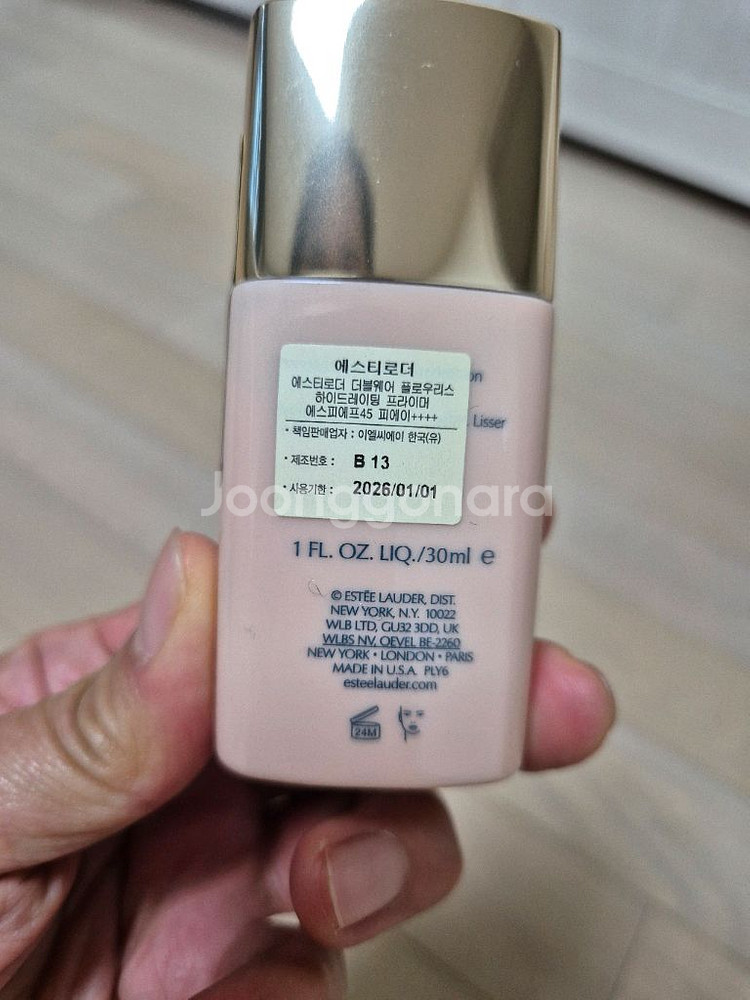 에스티로더
에스티로더 더블웨어 플로우리스
하이드레이팅 프라이머
에스피에프45 피에이++++
• 책임판매업자 : 이엘씨에이 한국(유)
• 제조번호 : B 13
• 사용기한 : 2026/01/01
on
Lisser
Joonggonara
1 FL. OZ. LIQ./30ml e
© ESTÉE LAUDER, DIST.
NEW YORK, N.Y. 10022
WLB LTD, GU32 3DD, UK
WLBS NV, OEVEL BE-2260
NEW YORK • LONDON • PARIS
MADE IN U.S.A. PLY6
esteelauder.com
24M